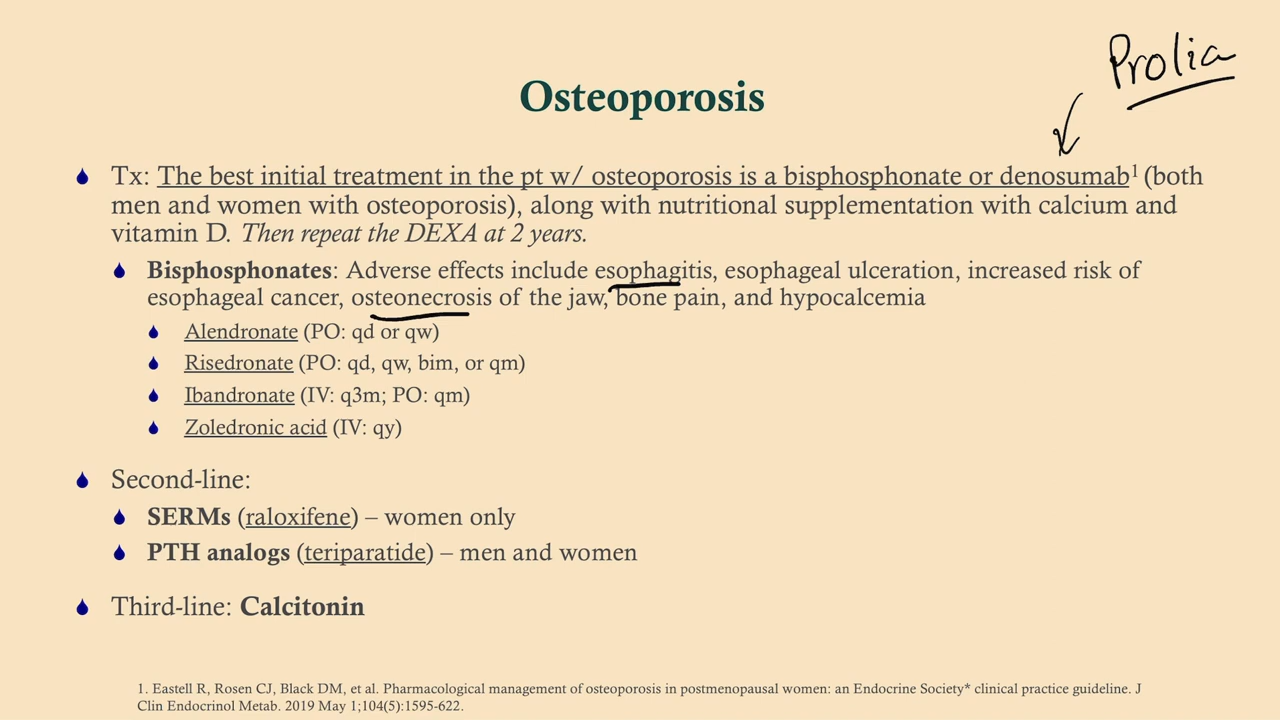 Prolia
Osteoporosis
Tx: The best initial treatment in the pt w/ osteoporosis is a bisphosphonate or denosumab¹ (both
men and women with osteoporosis), along with nutritional supplementation with calcium and
vitamin D. Then repeat the DEXA at 2 years.
Bisphosphonates: Adverse effects include esophagitis, esophageal ulceration, increased risk of
esophageal cancer, osteonecrosis of the jaw, bone pain, and hypocalcemia
Alendronate (PO: qd or qw)
Risedronate (PO: qd, qw, bim, or qm)
Ibandronate (IV: q3m; PO: qm)
Zoledronic acid (IV: qy)
Second-line:
SERMs (raloxifene) – women only
PTH analogs (teriparatide) – men and women
Third-line: Calcitonin
1. Eastell R, Rosen CJ, Black DM, et al. Pharmacological management of osteoporosis in postmenopausal women: an Endocrine Society* clinical practice guideline. J
Clin Endocrinol Metab. 2019 May 1;104(5):1595-622.